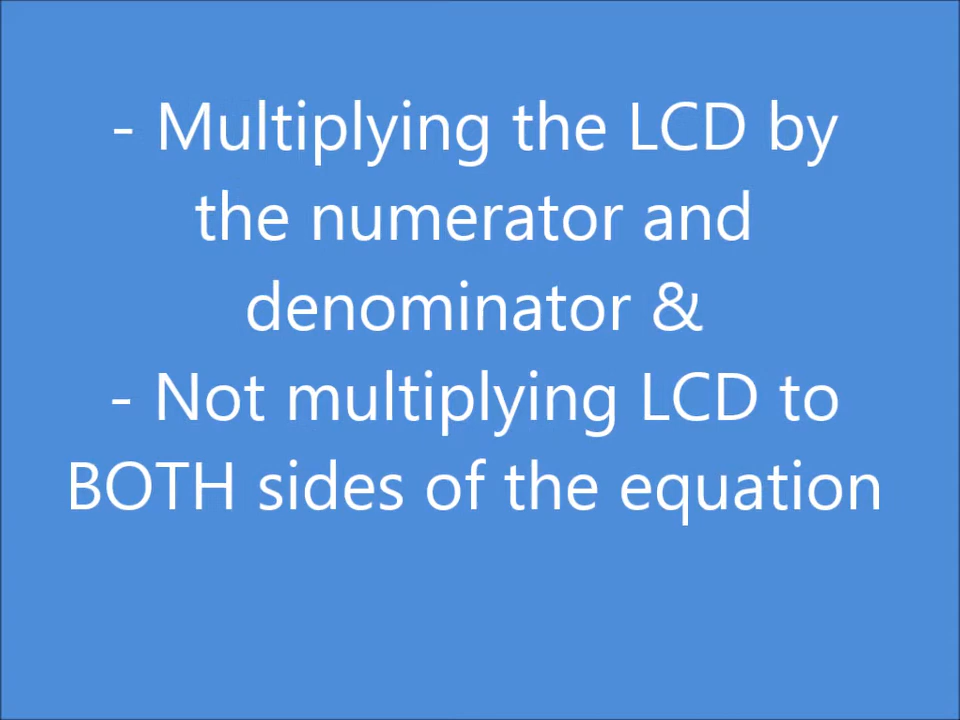 - Multiplying the LCD by
the numerator and
denominator &
- Not multiplying LCD to
BOTH sides of the equation